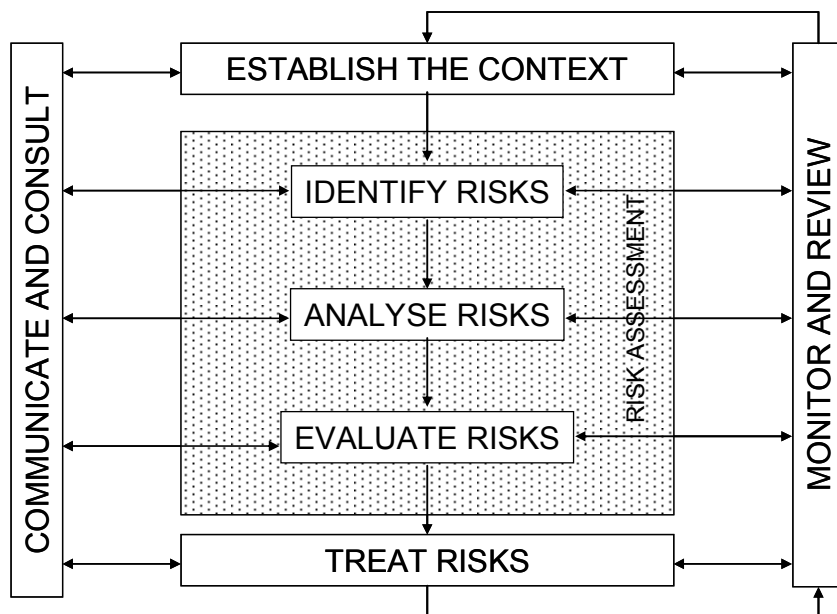 ESTABLISH THE CONTEXT
COMMUNICATE AND CONSULT
IDENTIFY RISKS
ANALYSE RISKS
EVALUATE RISKS
RISK ASSESSMENT
MONITOR AND REVIEW
TREAT RISKS